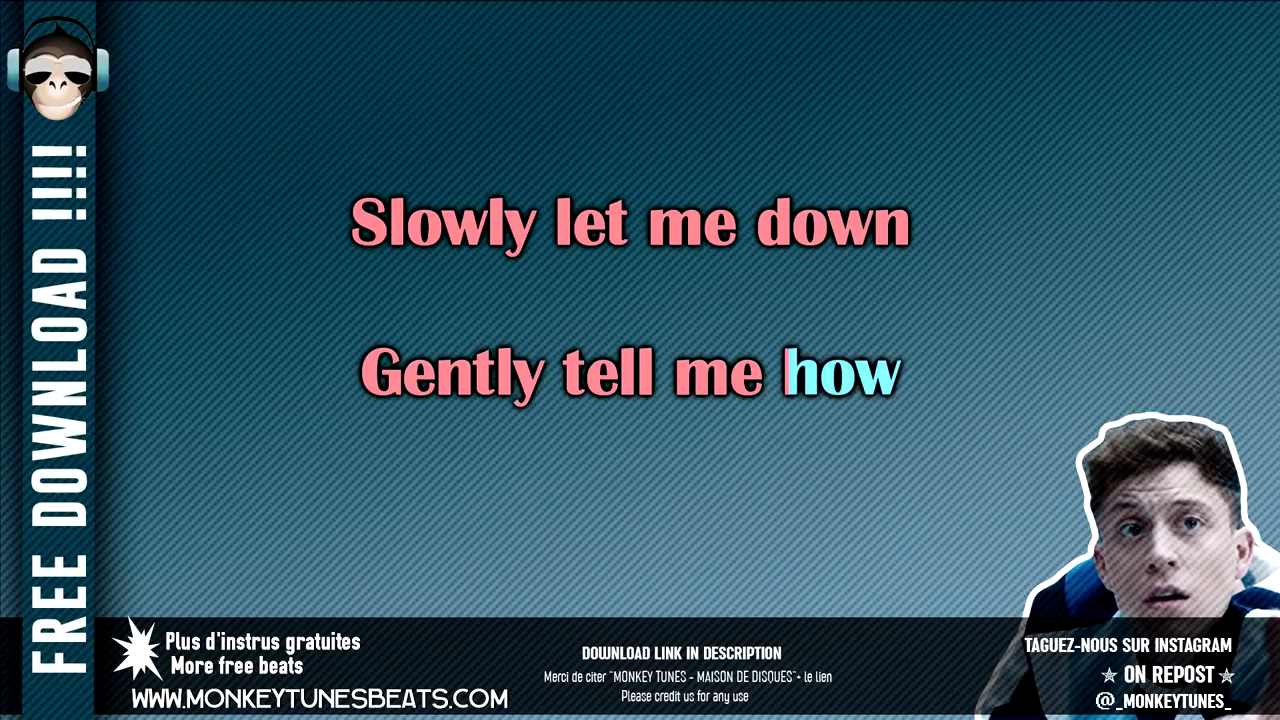 FREE DOWNLOAD !!!!
Slowly let me down
Gently tell me how
Plus d'instrus gratuites
More free beats
WWW.MONKEYTUNESBEATS.COM
DOWNLOAD LINK IN DESCRIPTION
Merci de citer "MONKEY TUNES - MAISON DE DISQUES"+ le lien
Please credit us for any use
TAGUEZ-NOUS SUR INSTAGRAM
ON REPOST
@_MONKEYTUNES_